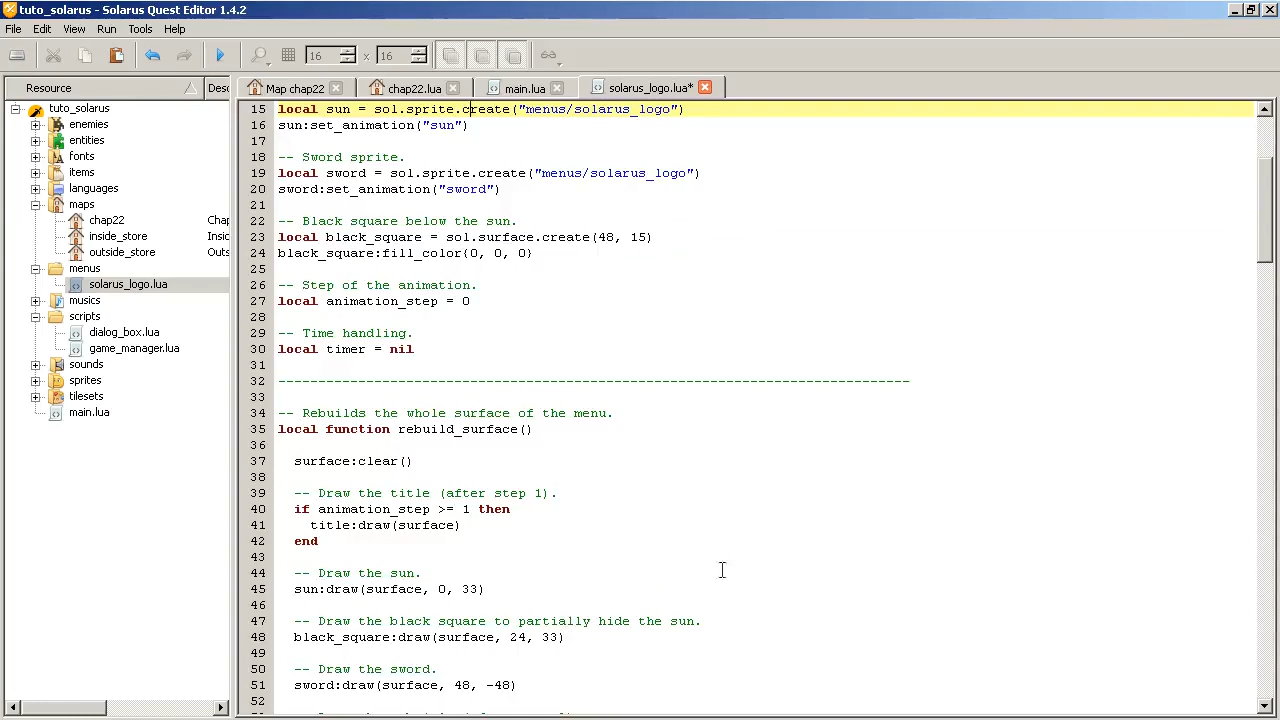 tuto_solarus - Solarus Quest Editor 1.4.2
File Edit View Run Tools Help
16 x 16
Resource Desc
Map chap22 chap22.lua main.lua solarus_logo.lua*
tuto_solarus
enemies
entities
fonts
items
languages
maps
chap22 Chap
inside_store Insid
outside_store Outs
menus
solarus_logo.lua
musics
scripts
dialog_box.lua
game_manager.lua
sounds
sprites
tilesets
main.lua
15 local sun = sol.sprite.create("menus/solarus_logo")
16 sun:set_animation("sun")
17
18 -- Sword sprite.
19 local sword = sol.sprite.create("menus/solarus_logo")
20 sword:set_animation("sword")
21
22 -- Black square below the sun.
23 local black_square = sol.surface.create(48, 15)
24 black_square:fill_color(0, 0, 0)
25
26 -- Step of the animation.
27 local animation_step = 0
28
29 -- Time handling.
30 local timer = nil
31
32 -------------------------------------------------------------------------------
33
34 -- Rebuilds the whole surface of the menu.
35 local function rebuild_surface()
36
37 surface:clear()
38
39 -- Draw the title (after step 1).
40 if animation_step >= 1 then
41 title:draw(surface)
42 end
43
44 -- Draw the sun.
45 sun:draw(surface, 0, 33)
46
47 -- Draw the black square to partially hide the sun.
48 black_square:draw(surface, 24, 33)
49
50 -- Draw the sword.
51 sword:draw(surface, 48, -48)
52